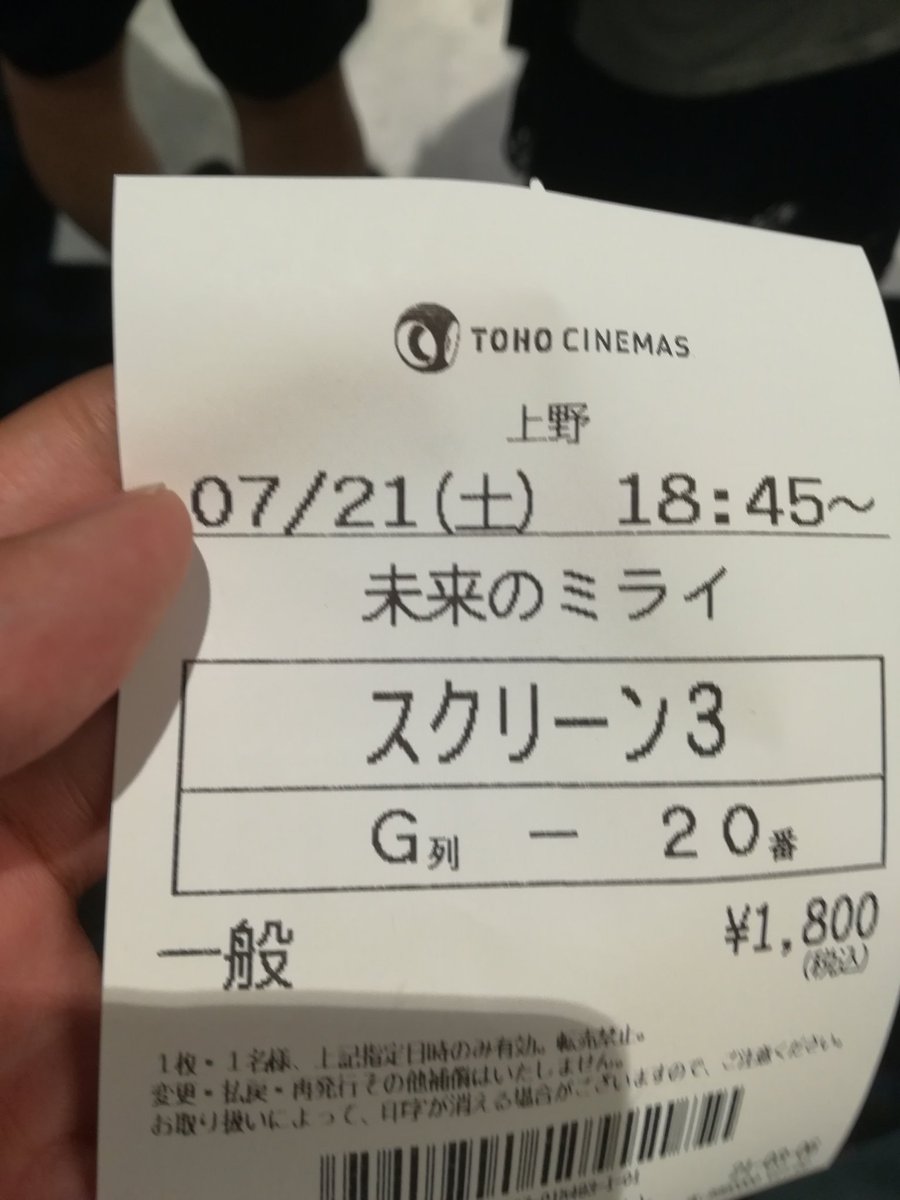 TOHO CINEMAS
上野
07/21(土) 18:45~
未来のミライ
スクリーン3
G列 ー 20番
一般 ¥1,800
(税込)
1枚・1名様、上記指定日時のみ有効。転売禁止。
変更・払戻・再発行その他補償はいたしません。
お取り扱いによって、印字が消える場合がございますので、ご注意ください。